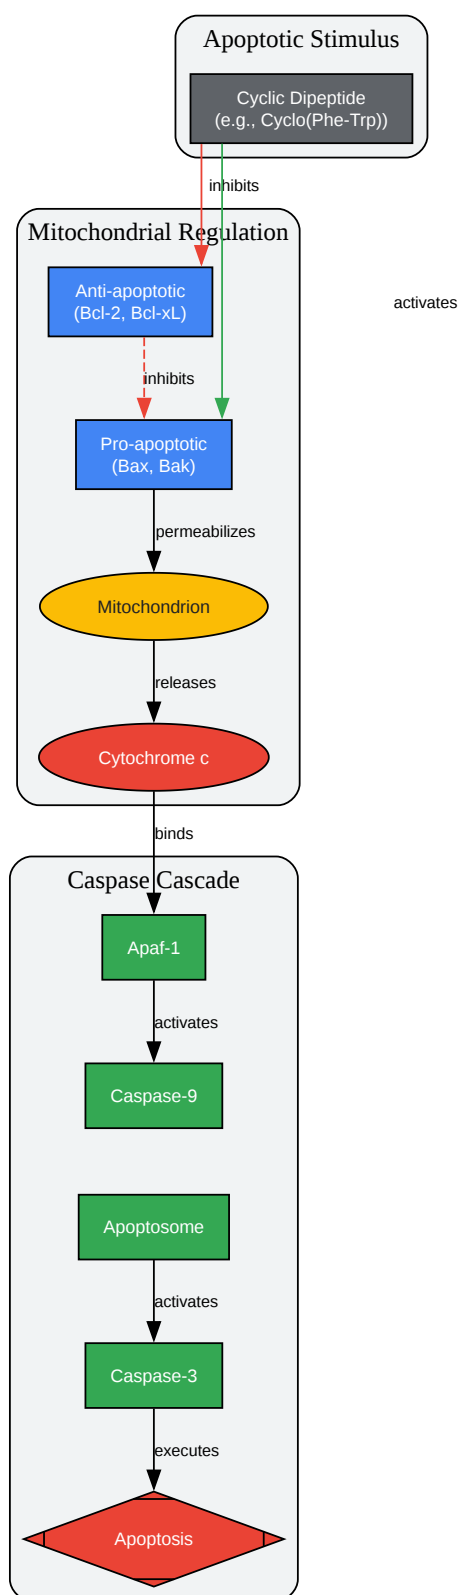 Apoptotic Stimulus
Cyclic Dipeptide
(e.g., Cyclo(Phe-Trp))
inhibits
Mitochondrial Regulation
Anti-apoptotic
(Bcl-2, Bcl-xL)
activates
inhibits
Pro-apoptotic
(Bax, Bak)
permeabilizes
Mitochondrion
releases
Cytochrome c
binds
Caspase Cascade
Apaf-1
activates
Caspase-9
Apoptosome
activates
Caspase-3
executes
Apoptosis